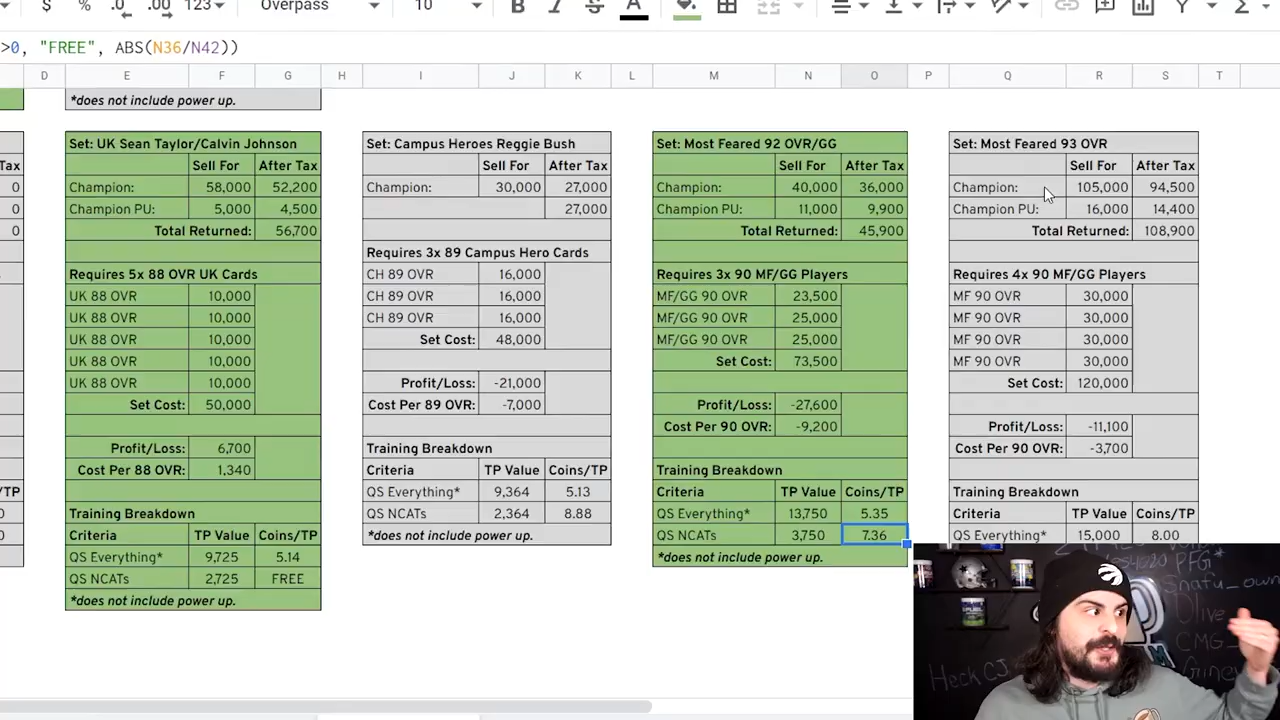 $ % .0 .00 123 Overpass 10 B I S A
>0, "FREE", ABS(N36/N42))
D E F G H I J K L M N O P Q R S T
*does not include power up.
Tax
0
0
0
/TP
0
0
Set: UK Sean Taylor/Calvin Johnson
Sell For After Tax
Champion: 58,000 52,200
Champion PU: 5,000 4,500
Total Returned: 56,700
Requires 5x 88 OVR UK Cards
UK 88 OVR 10,000
UK 88 OVR 10,000
UK 88 OVR 10,000
UK 88 OVR 10,000
UK 88 OVR 10,000
Set Cost: 50,000
Profit/Loss: 6,700
Cost Per 88 OVR: 1,340
Training Breakdown
Criteria TP Value Coins/TP
QS Everything* 9,725 5.14
QS NCATs 2,725 FREE
*does not include power up.
Set: Campus Heroes Reggie Bush
Sell For After Tax
Champion: 30,000 27,000
27,000
Requires 3x 89 Campus Hero Cards
CH 89 OVR 16,000
CH 89 OVR 16,000
CH 89 OVR 16,000
Set Cost: 48,000
Profit/Loss: -21,000
Cost Per 89 OVR: -7,000
Training Breakdown
Criteria TP Value Coins/TP
QS Everything* 9,364 5.13
QS NCATs 2,364 8.88
*does not include power up.
Set: Most Feared 92 OVR/GG
Sell For After Tax
Champion: 40,000 36,000
Champion PU: 11,000 9,900
Total Returned: 45,900
Requires 3x 90 MF/GG Players
MF/GG 90 OVR 23,500
MF/GG 90 OVR 25,000
MF/GG 90 OVR 25,000
Set Cost: 73,500
Profit/Loss: -27,600
Cost Per 90 OVR: -9,200
Training Breakdown
Criteria TP Value Coins/TP
QS Everything* 13,750 5.35
QS NCATs 3,750 7.36
*does not include power up.
Set: Most Feared 93 OVR
Sell For After Tax
Champion: 105,000 94,500
Champion PU: 16,000 14,400
Total Returned: 108,900
Requires 4x 90 MF/GG Players
MF 90 OVR 30,000
MF 90 OVR 30,000
MF 90 OVR 30,000
MF 90 OVR 30,000
Set Cost: 120,000
Profit/Loss: -11,100
Cost Per 90 OVR: -3,700
Training Breakdown
Criteria TP Value Coins/TP
QS Everything* 15,000 8.00
PFG*
Snafu_own
Olive
CMG
Heck CJ